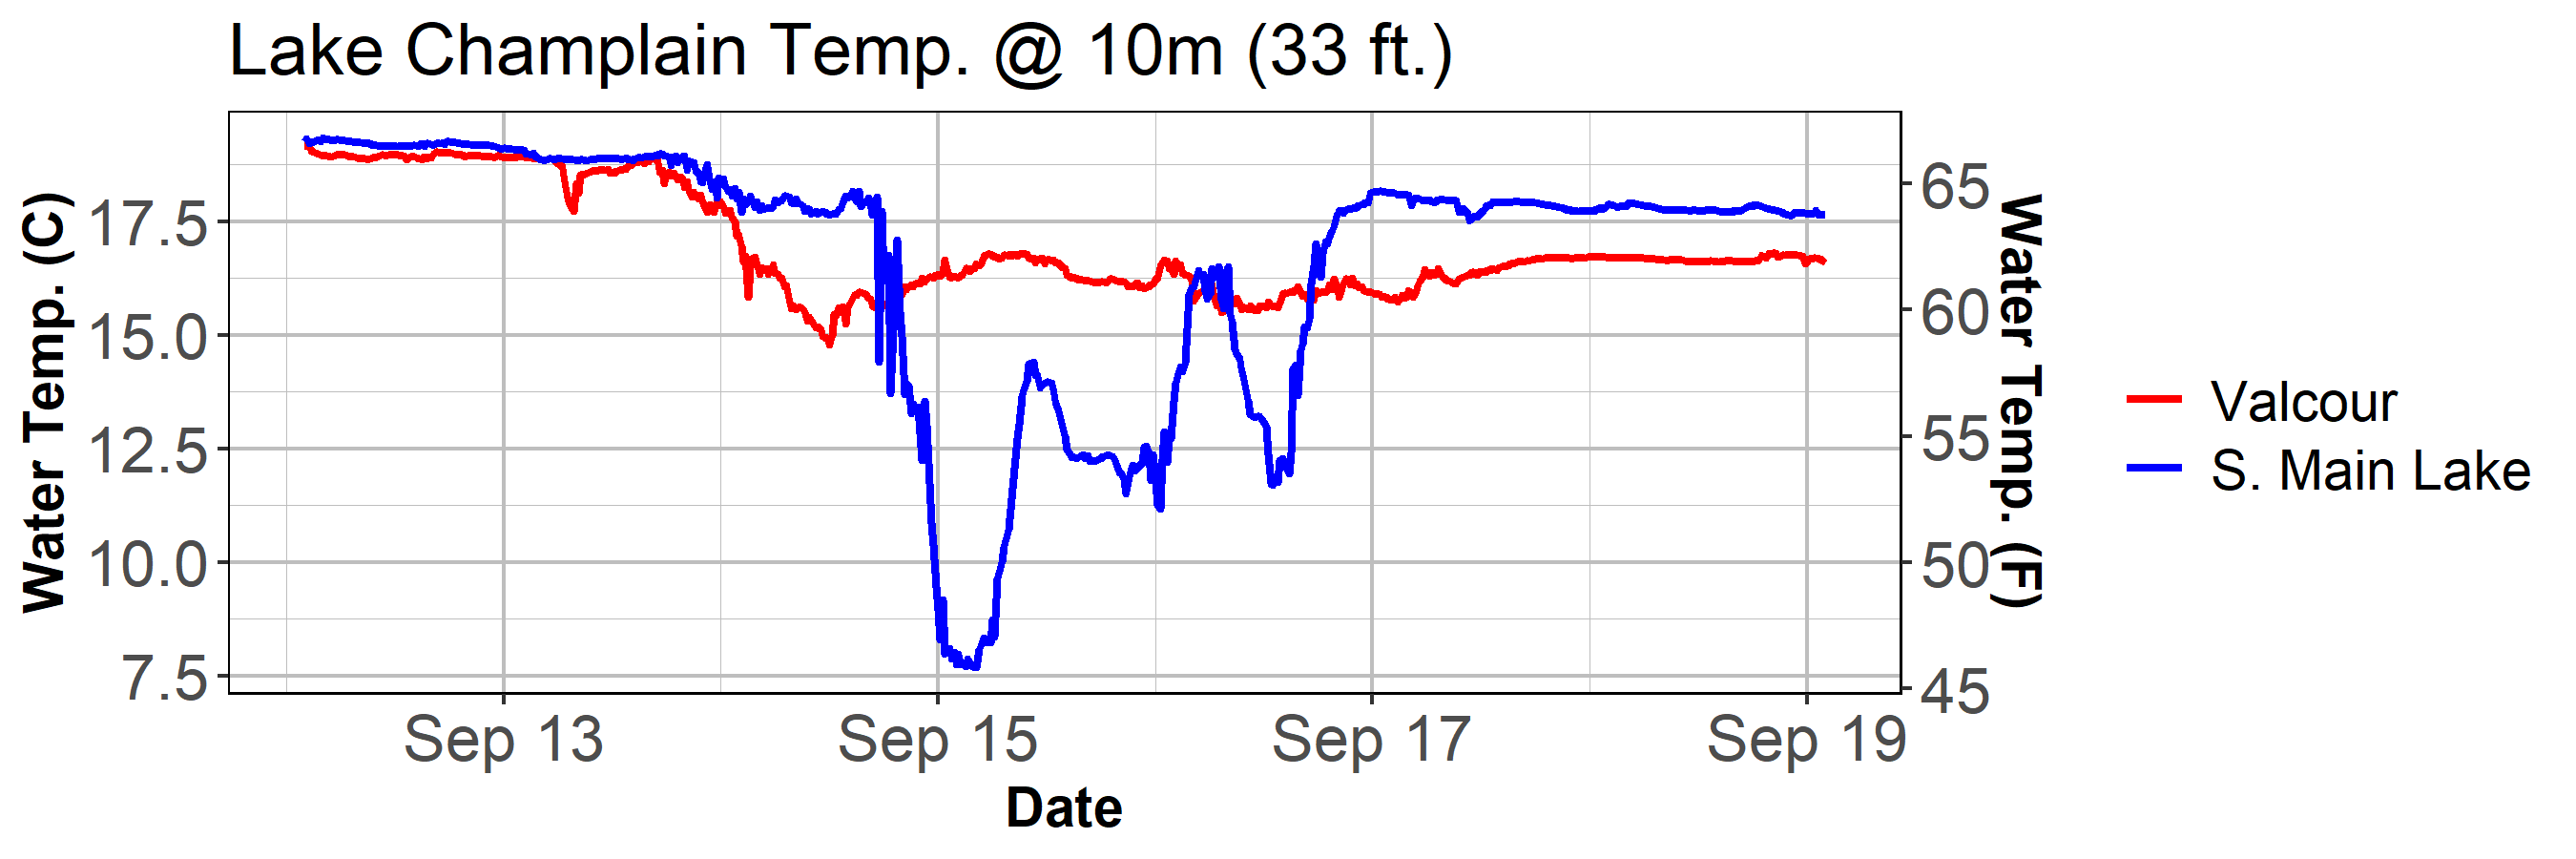 Lake Champlain Temp. @ 10m (33 ft.)
Water Temp. (C)
17.5
15.0
12.5
10.0
7.5
65
60
55
50
45
Water Temp. (F)
Sep 13
Sep 15
Sep 17
Sep 19
Date
Valcour
S. Main Lake